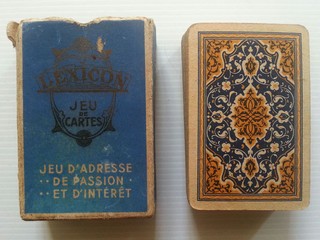 LEXICON
JEU
DE
CARTES
JEU D'ADRESSE
·· DE PASSION ··
·· ET D'INTÉRÊT